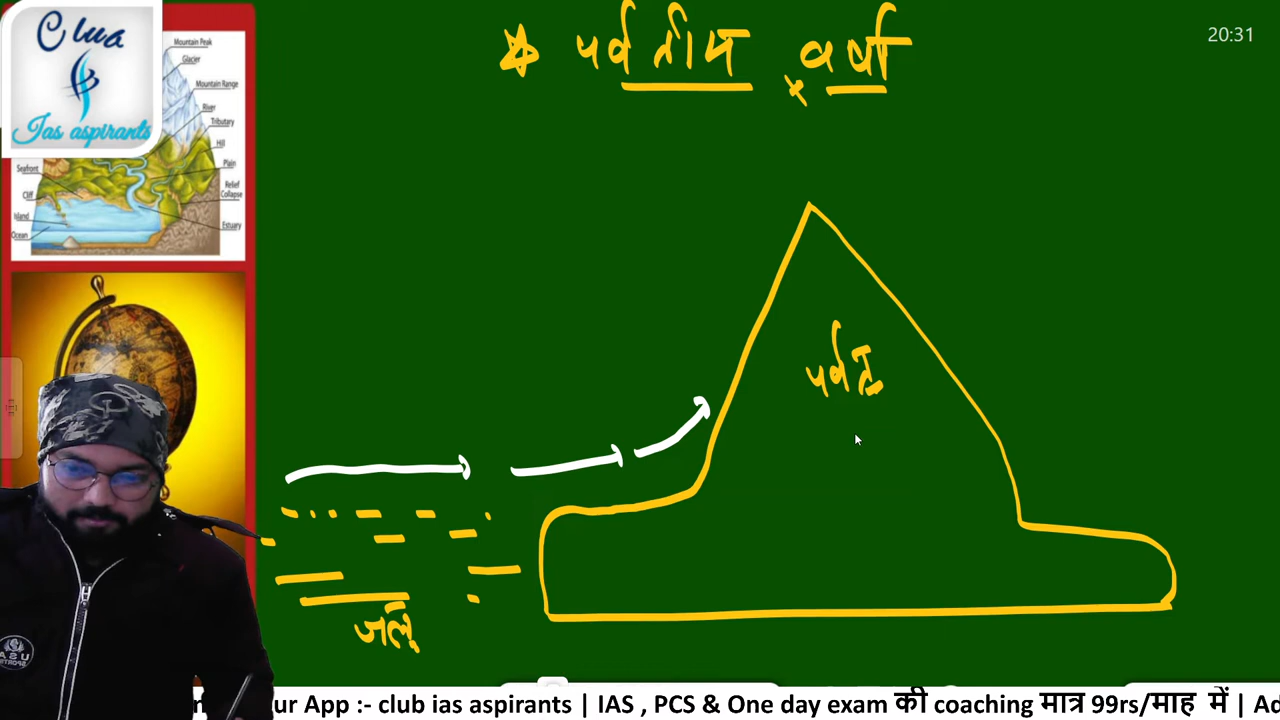 Clua
Ias aspirants
Mountain Peak
Glacier
Mountain Range
River
Tributary
Hill
Plain
Relief
Collapse
Estuary
Seafront
Cliff
Island
Ocean
20:31
पर्वतीय वर्षा
पर्वत
जल
ur App :- club ias aspirants | IAS , PCS & One day exam की coaching मात्र 99rs/माह में | Ad